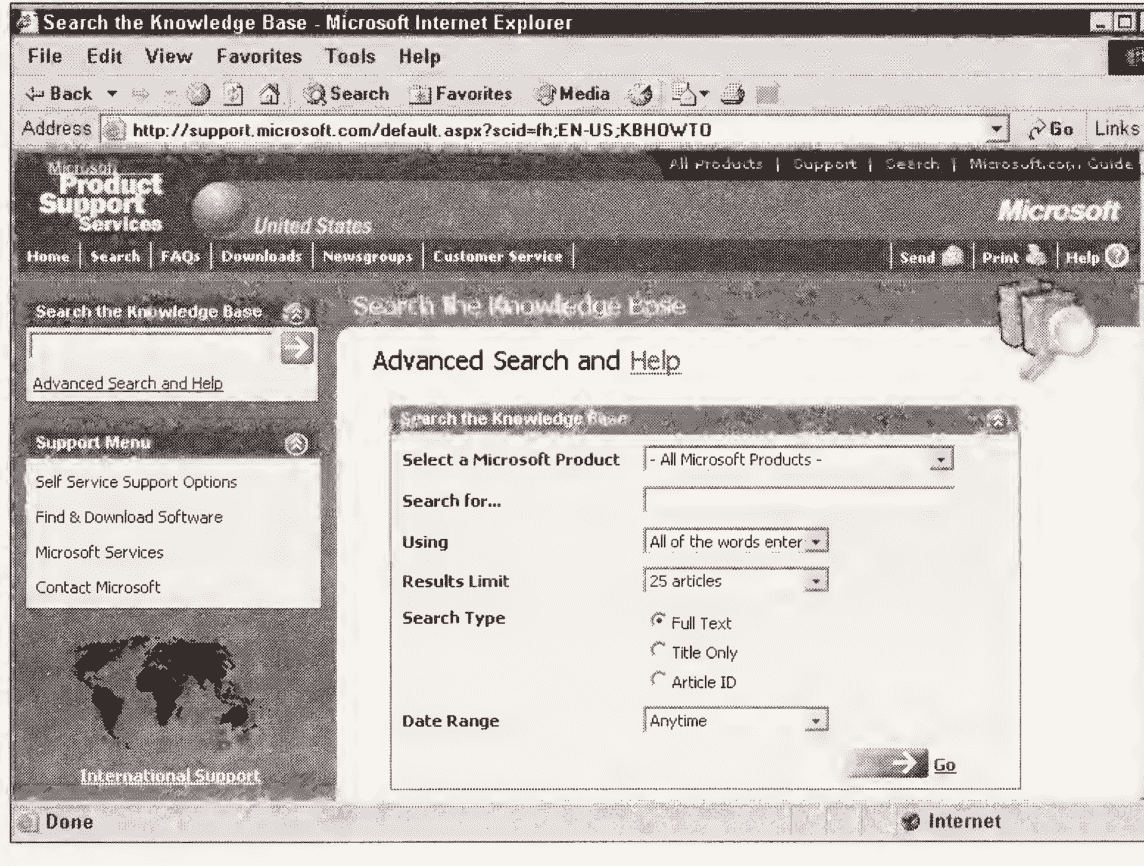 Search the Knowledge Base - Microsoft Internet Explorer
File Edit View Favorites Tools Help
Back Search Favorites Media
Address http://support.microsoft.com/default.aspx?scid=fh;EN-US;KBHOWTO Go Links
All Products | Support | Search | Microsoft.com Guide
Microsoft
Product
Support
Services
United States
Microsoft
Home | Search | FAQs | Downloads | Newsgroups | Customer Service | Send | Print | Help
Search the Knowledge Base
Advanced Search and Help
Support Menu
Self Service Support Options
Find & Download Software
Microsoft Services
Contact Microsoft
International Support
Search the Knowledge Base
Advanced Search and Help
Search the Knowledge Base
Select a Microsoft Product - All Microsoft Products -
Search for...
Using All of the words enter
Results Limit 25 articles
Search Type Full Text
Title Only
Article ID
Date Range Anytime
Go
Done Internet